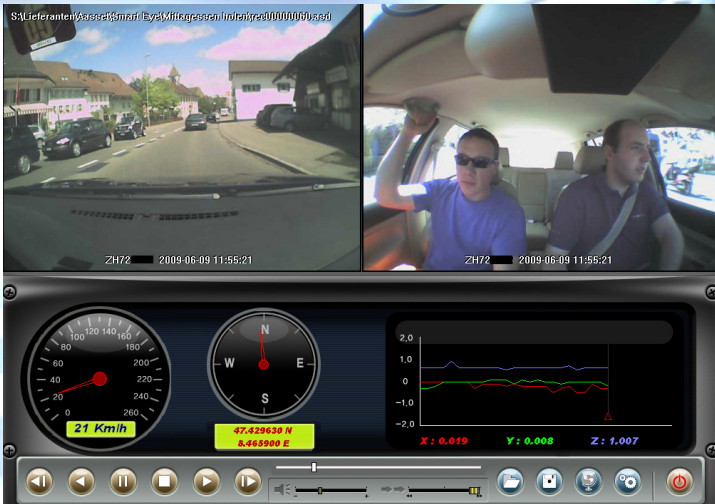 S:\Lieferanten\Aasset\Smart Eye\Mittagessen holen\rec00000060.asd
ZH72 2009-06-09 11:55:21
ZH72 2009-06-09 11:55:21
0 20 40 60 80 100 120 140 160 180 200 220 240 260
21 Km/h
N
W E
S
47.429630 N
8.465900 E
2,0
1,0
0
-1,0
-2,0
X : 0.019 Y : 0.008 Z : 1.007